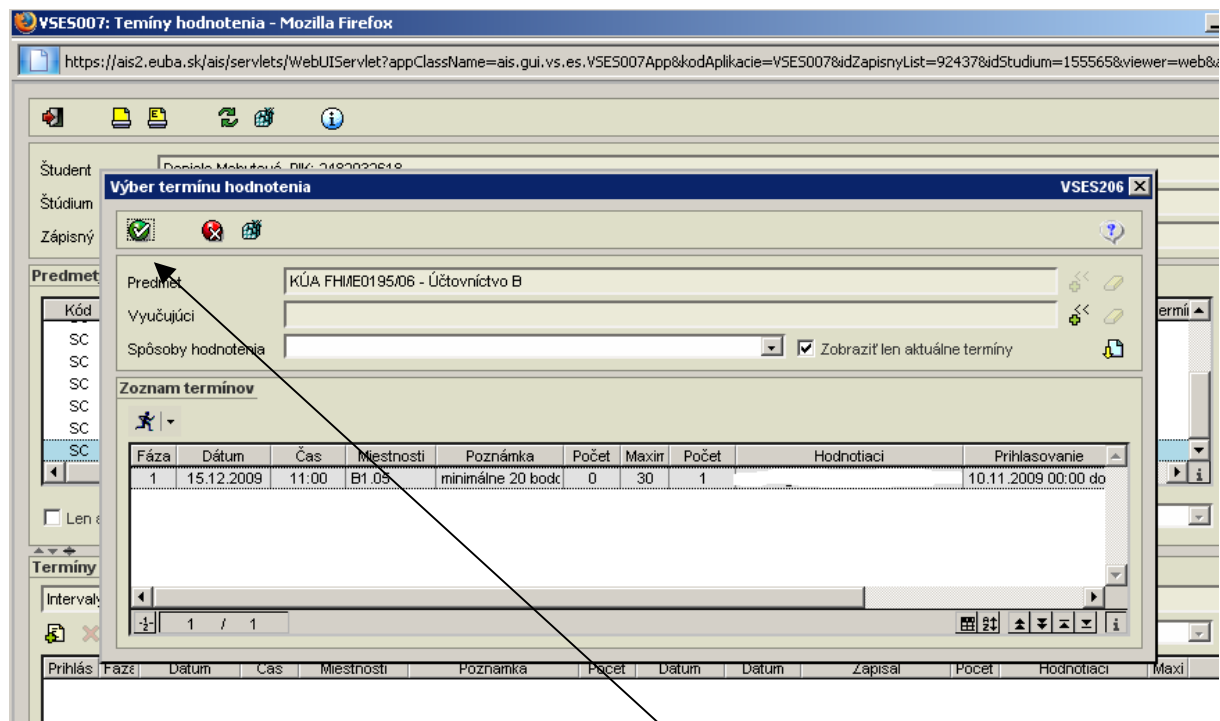 VSES007: Temíny hodnotenia - Mozilla Firefox
https://ais2.euba.sk/ais/servlets/WebUIServlet?appClassName=ais.gui.vs.es.VSES007App&kodAplikacie=VSES007&idZapisnyList=92437&idStudium=155565&viewer=web&
Študent
Štúdium
Zápisný
Výber termínu hodnotenia VSES206
Predmet KÚA FHI/IE0195/06 - Účtovníctvo B
Vyučujúci
Spôsoby hodnotenia Zobraziť len aktuálne termíny
Zoznam termínov
Fáza Dátum Čas Miestnosti Poznámka Počet Maxim Počet Hodnotiaci Prihlasovanie
1 15.12.2009 11:00 B1.05 minimálne 20 bodo 0 30 1 10.11.2009 00:00 do
1 / 1
Predmet
Kód ermíi
SC
SC
SC
SC
SC
SC
Len a
Termíny
Interval
Prihlás Fáza Dátum Čas Miestnosti Poznámka Počet Dátum Dátum Zapísal Počet Hodnotiaci Maxi